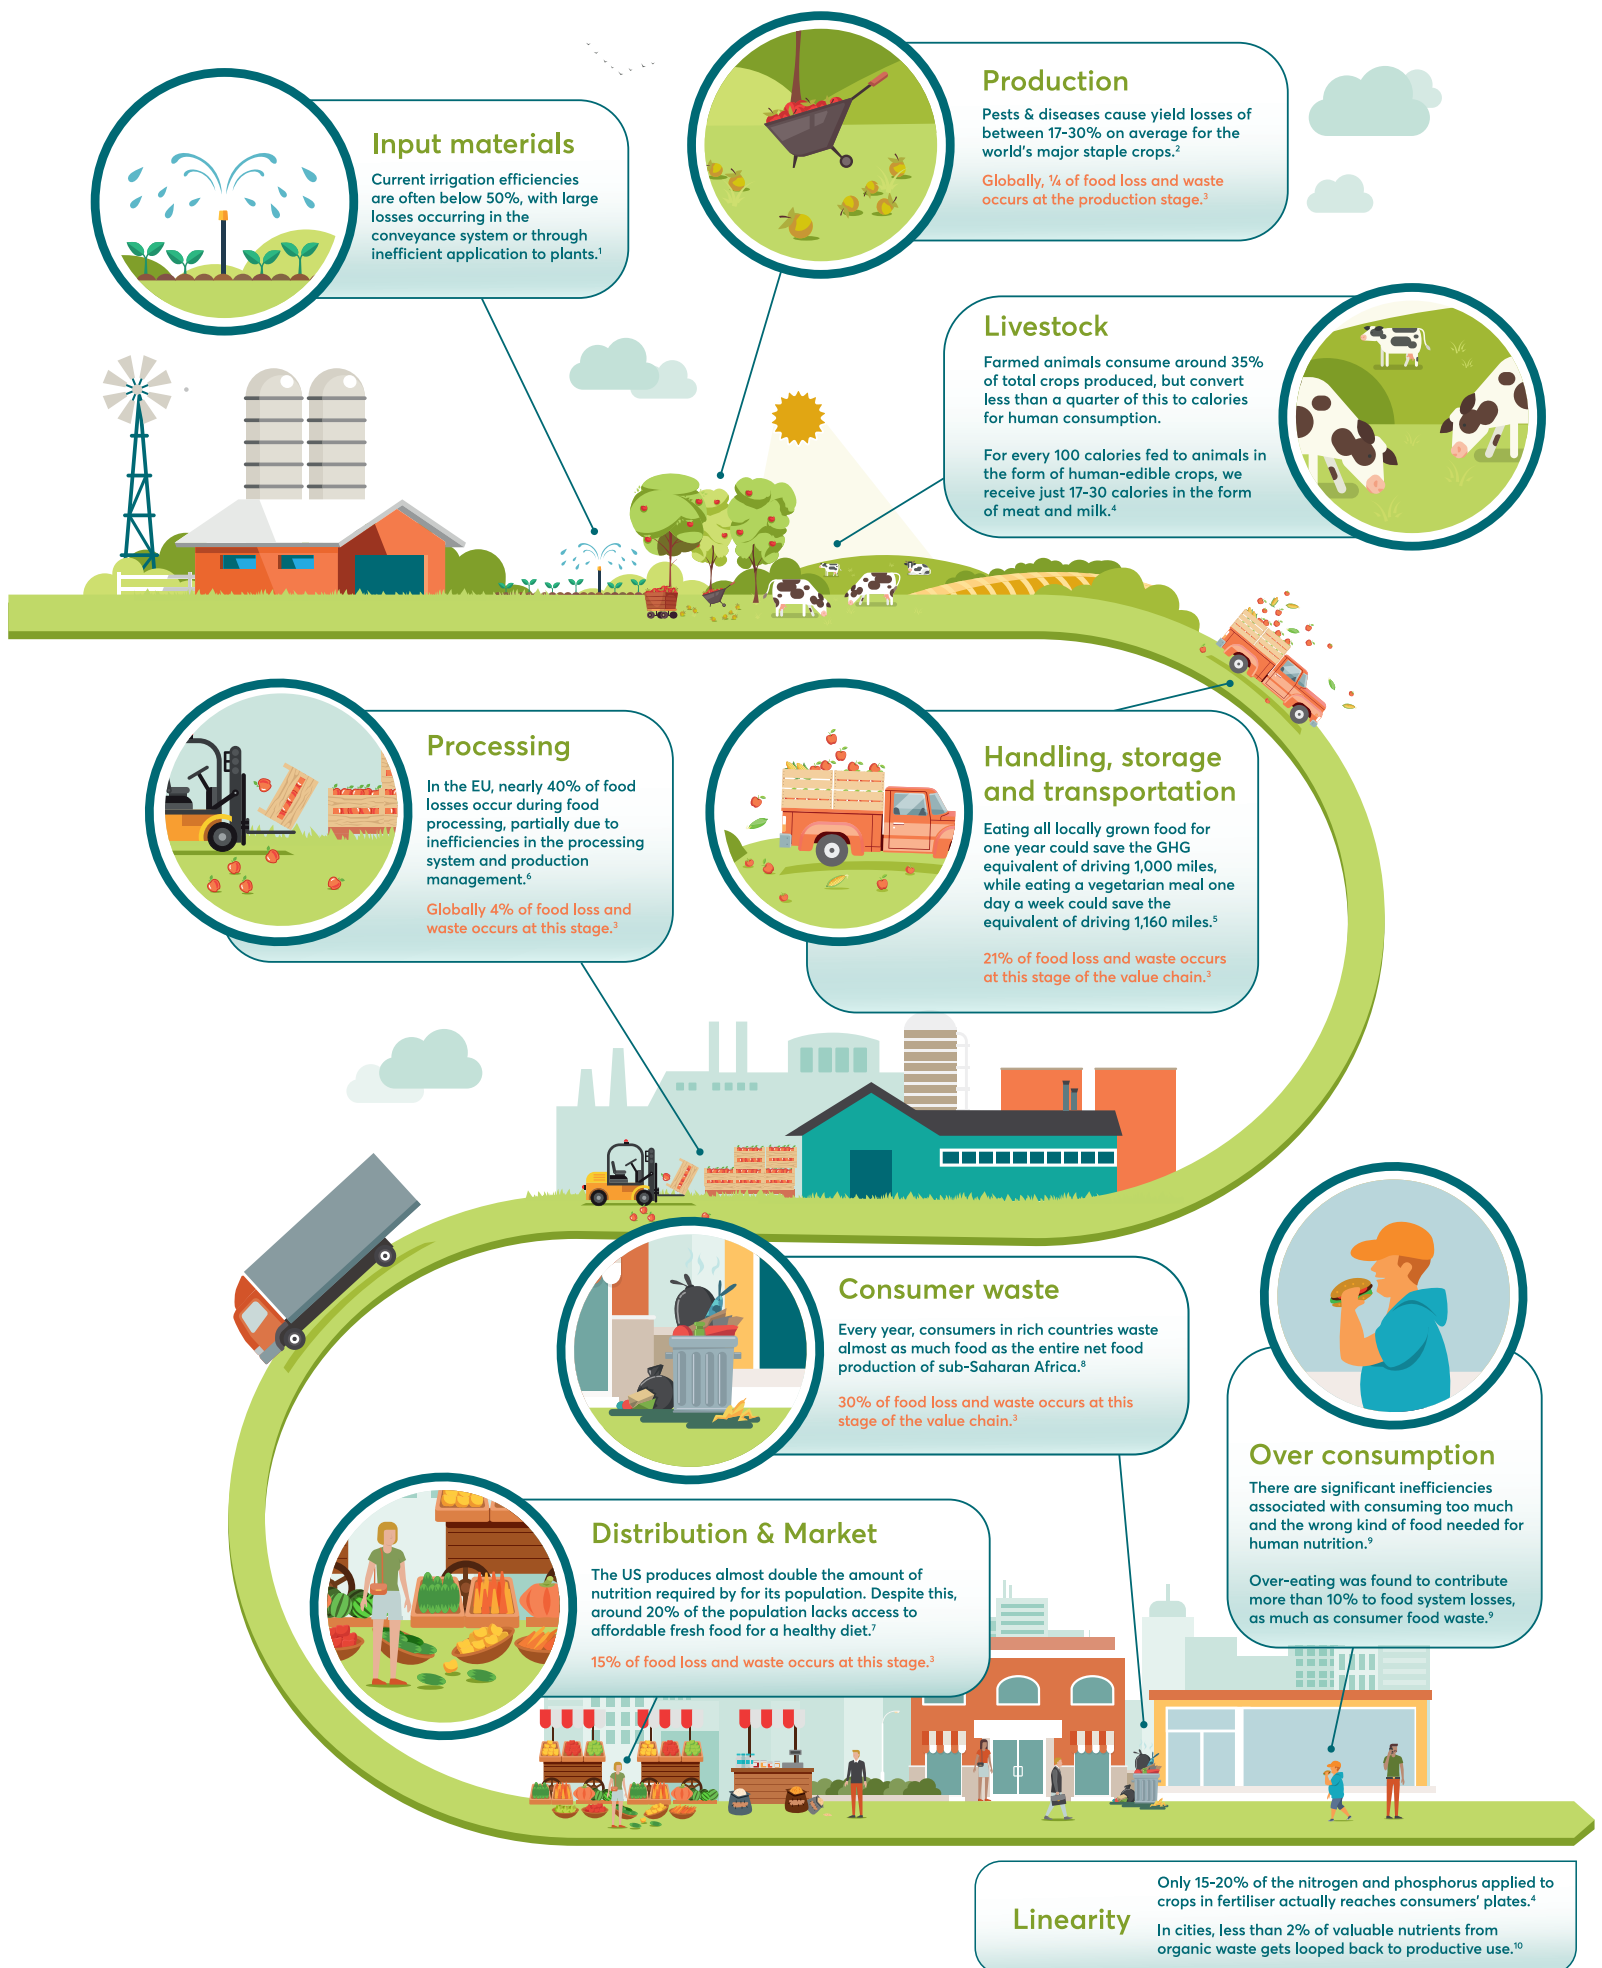 Input materials
Current irrigation efficiencies
are often below 50%, with large
losses occurring in the
conveyance system or through
inefficient application to plants.¹
Production
Pests & diseases cause yield losses of
between 17-30% on average for the
world's major staple crops.²
Globally, ¼ of food loss and waste
occurs at the production stage.³
Livestock
Farmed animals consume around 35%
of total crops produced, but convert
less than a quarter of this to calories
for human consumption.
For every 100 calories fed to animals in
the form of human-edible crops, we
receive just 17-30 calories in the form
of meat and milk.⁴
Processing
In the EU, nearly 40% of food
losses occur during food
processing, partially due to
inefficiencies in the processing
system and production
management.⁶
Globally 4% of food loss and
waste occurs at this stage.³
Handling, storage
and transportation
Eating all locally grown food for
one year could save the GHG
equivalent of driving 1,000 miles,
while eating a vegetarian meal one
day a week could save the
equivalent of driving 1,160 miles.⁵
21% of food loss and waste occurs
at this stage of the value chain.³
Consumer waste
Every year, consumers in rich countries waste
almost as much food as the entire net food
production of sub-Saharan Africa.⁸
30% of food loss and waste occurs at this
stage of the value chain.³
Over consumption
There are significant inefficiencies
associated with consuming too much
and the wrong kind of food needed for
human nutrition.⁹
Over-eating was found to contribute
more than 10% to food system losses,
as much as consumer food waste.⁹
Distribution & Market
The US produces almost double the amount of
nutrition required by for its population. Despite this,
around 20% of the population lacks access to
affordable fresh food for a healthy diet.⁷
15% of food loss and waste occurs at this stage.³
Linearity
Only 15-20% of the nitrogen and phosphorus applied to
crops in fertiliser actually reaches consumers' plates.⁴
In cities, less than 2% of valuable nutrients from
organic waste gets looped back to productive use.¹⁰